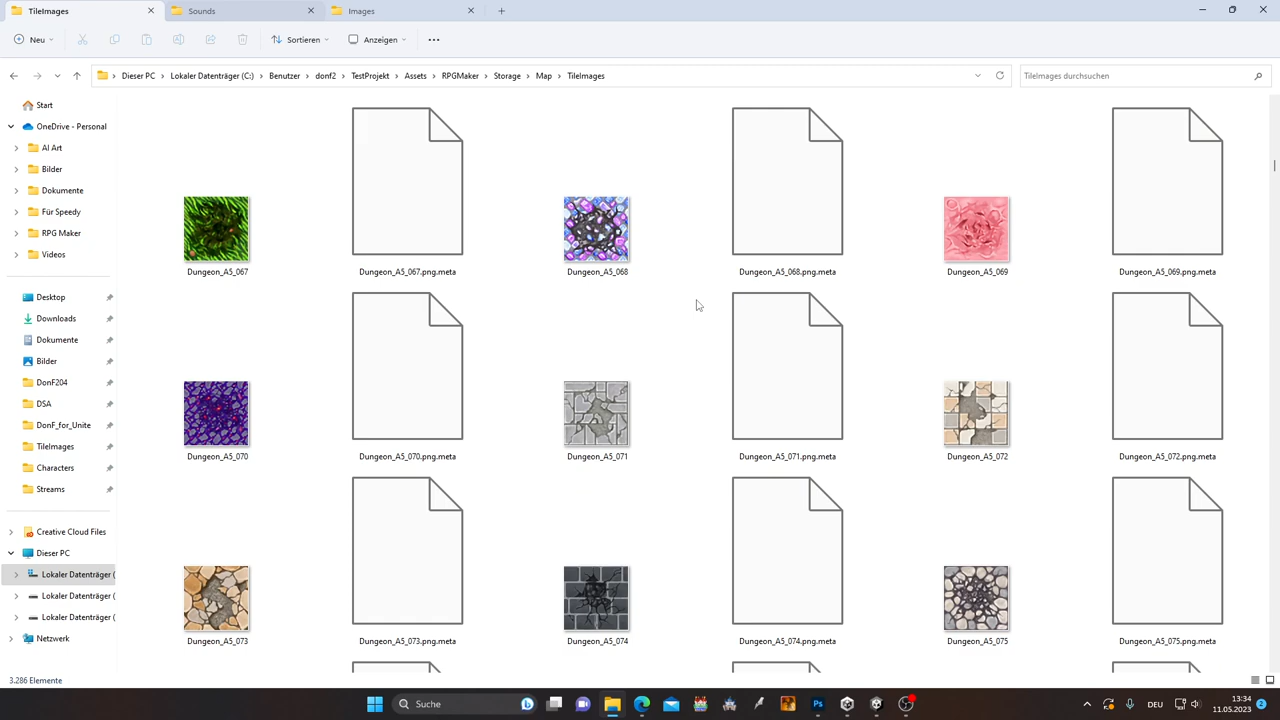 TileImages
Sounds
Images
Neu
Sortieren
Anzeigen
Dieser PC
Lokaler Datenträger (C:)
Benutzer
donf2
TestProjekt
Assets
RPGMaker
Storage
Map
TileImages
TileImages durchsuchen
Start
OneDrive - Personal
AI Art
Bilder
Dokumente
Für Speedy
RPG Maker
Videos
Desktop
Downloads
Dokumente
Bilder
DonF204
DSA
DonF_for_Unite
TileImages
Characters
Streams
Creative Cloud Files
Dieser PC
Lokaler Datenträger (
Lokaler Datenträger (
Lokaler Datenträger (
Netzwerk
Dungeon_A5_067
Dungeon_A5_067.png.meta
Dungeon_A5_068
Dungeon_A5_068.png.meta
Dungeon_A5_069
Dungeon_A5_069.png.meta
Dungeon_A5_070
Dungeon_A5_070.png.meta
Dungeon_A5_071
Dungeon_A5_071.png.meta
Dungeon_A5_072
Dungeon_A5_072.png.meta
Dungeon_A5_073
Dungeon_A5_073.png.meta
Dungeon_A5_074
Dungeon_A5_074.png.meta
Dungeon_A5_075
Dungeon_A5_075.png.meta
3.286 Elemente
Suche
Ps
DEU
13:34
11.05.2023
2